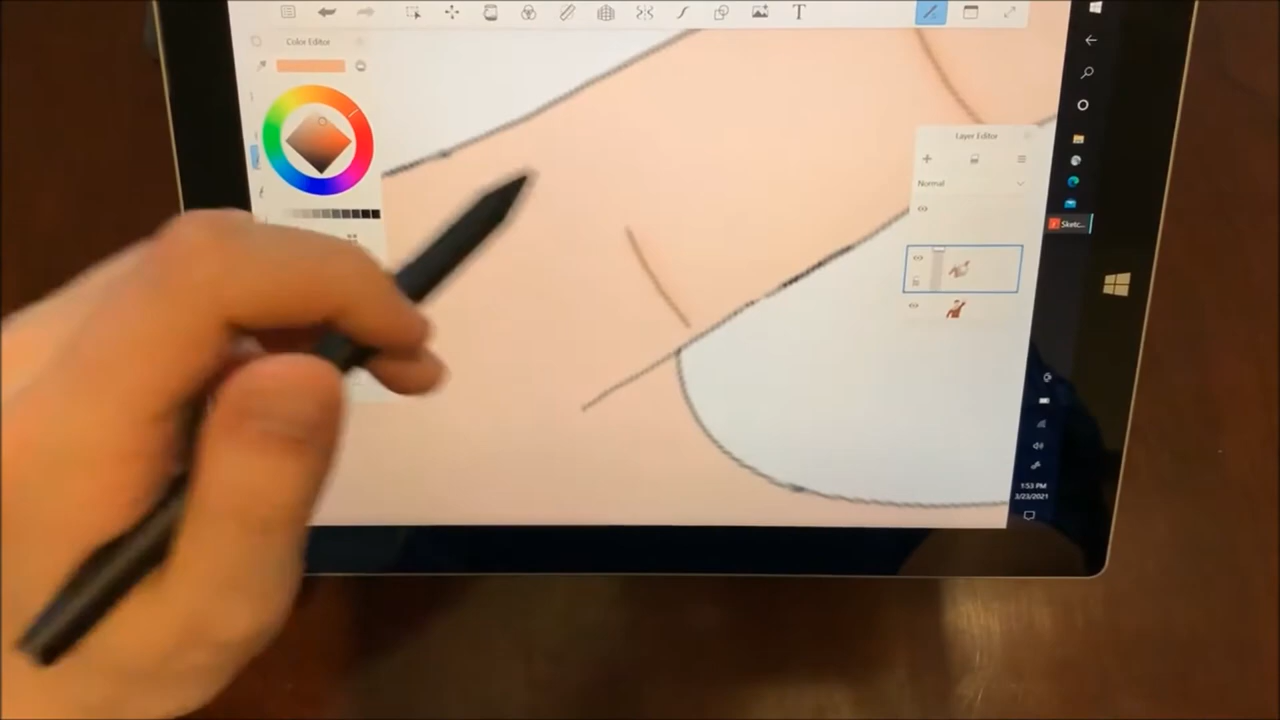 T
Color Editor
Layer Editor
Normal
Sketc...
1:53 PM
3/23/2021